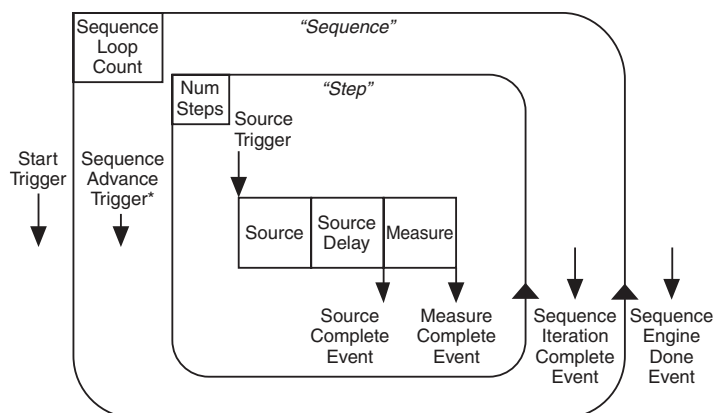 Sequence
Loop
Count
“Sequence”
Num
Steps
“Step”
Source
Trigger
Start
Trigger
Sequence
Advance
Trigger*
Source
Source
Delay
Measure
Source
Complete
Event
Measure
Complete
Event
Sequence
Iteration
Complete
Event
Sequence
Engine
Done
Event